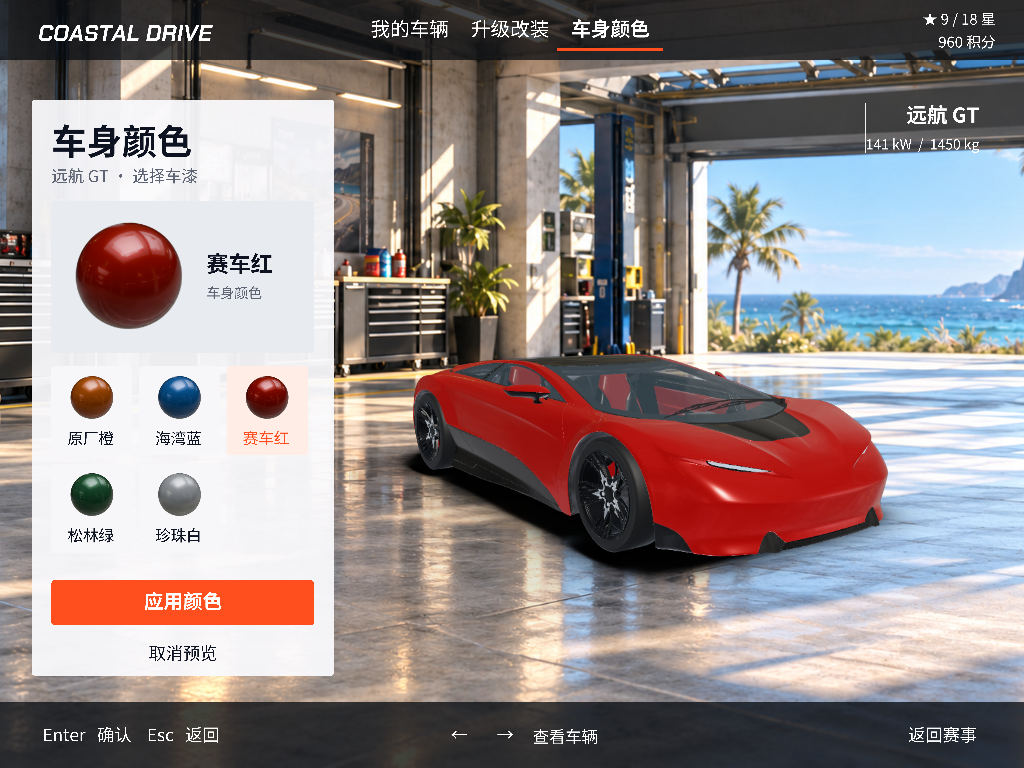 COASTAL DRIVE
我的车辆 升级改装 车身颜色
★ 9 / 18 星
960 积分
远航 GT
141 kW / 1450 kg
车身颜色
远航 GT · 选择车漆
赛车红
车身颜色
原厂橙 海湾蓝 赛车红
松林绿 珍珠白
应用颜色
取消预览
Enter 确认 Esc 返回
← → 查看车辆
返回赛事